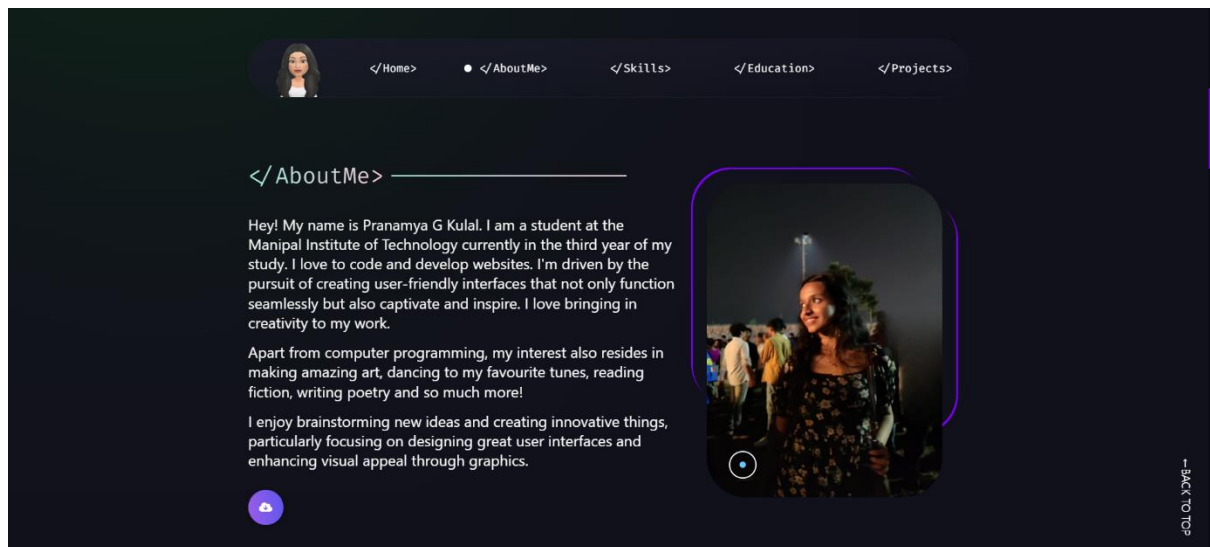 </Home>
</AboutMe>
</Skills>
</Education>
</Projects>
</AboutMe>
Hey! My name is Pranamya G Kulal. I am a student at the
Manipal Institute of Technology currently in the third year of my
study. I love to code and develop websites. I'm driven by the
pursuit of creating user-friendly interfaces that not only function
seamlessly but also captivate and inspire. I love bringing in
creativity to my work.
Apart from computer programming, my interest also resides in
making amazing art, dancing to my favourite tunes, reading
fiction, writing poetry and so much more!
I enjoy brainstorming new ideas and creating innovative things,
particularly focusing on designing great user interfaces and
enhancing visual appeal through graphics.
←BACK TO TOP